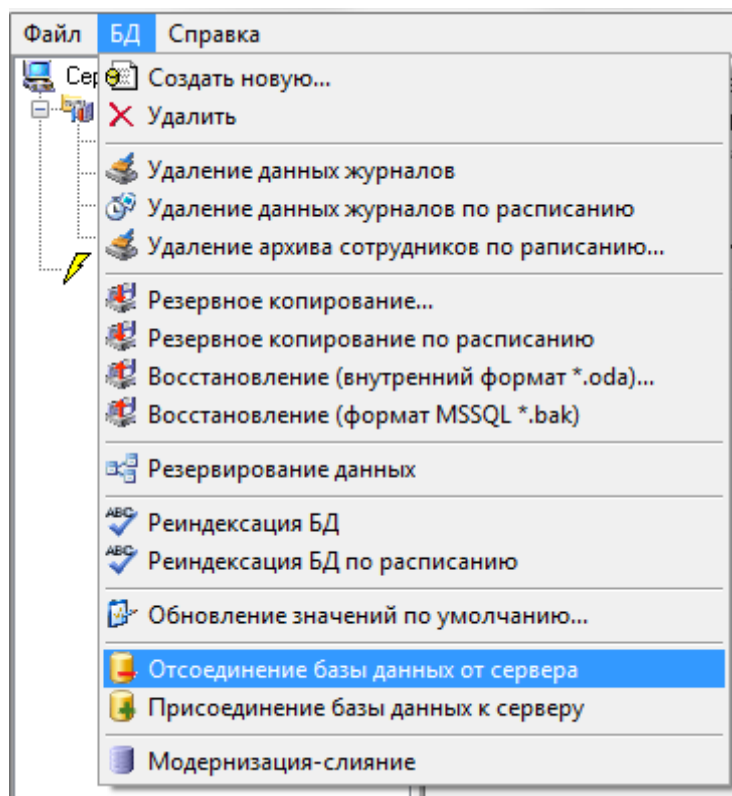 Файл БД Справка
Создать новую...
Удалить
Удаление данных журналов
Удаление данных журналов по расписанию
Удаление архива сотрудников по раписанию...
Резервное копирование...
Резервное копирование по расписанию
Восстановление (внутренний формат *.oda)...
Восстановление (формат MSSQL *.bak)
Резервирование данных
Реиндексация БД
Реиндексация БД по расписанию
Обновление значений по умолчанию...
Отсоединение базы данных от сервера
Присоединение базы данных к серверу
Модернизация-слияние